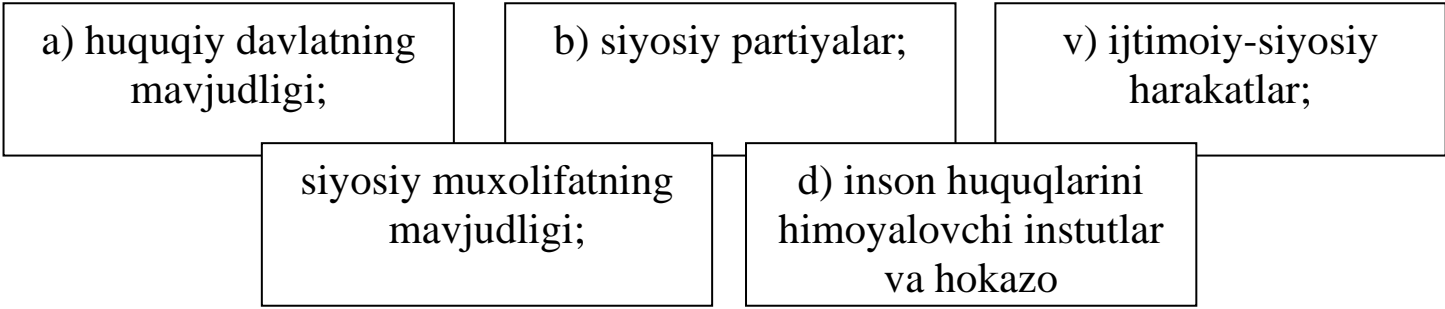 a) huquqiy davlatning
mavjudligi;
b) siyosiy partiyalar;
v) ijtimoiy-siyosiy
harakatlar;
siyosiy muxolifatning
mavjudligi;
d) inson huquqlarini
himoyalovchi instutlar
va hokazo